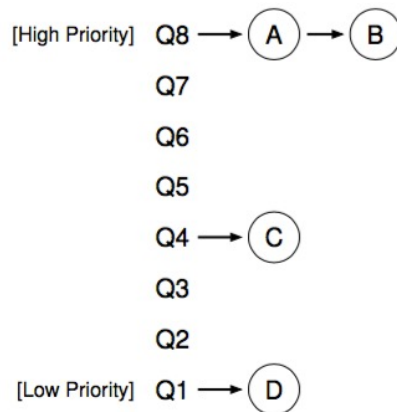 [High Priority] Q8 A B
Q7
Q6
Q5
Q4 C
Q3
Q2
[Low Priority] Q1 D